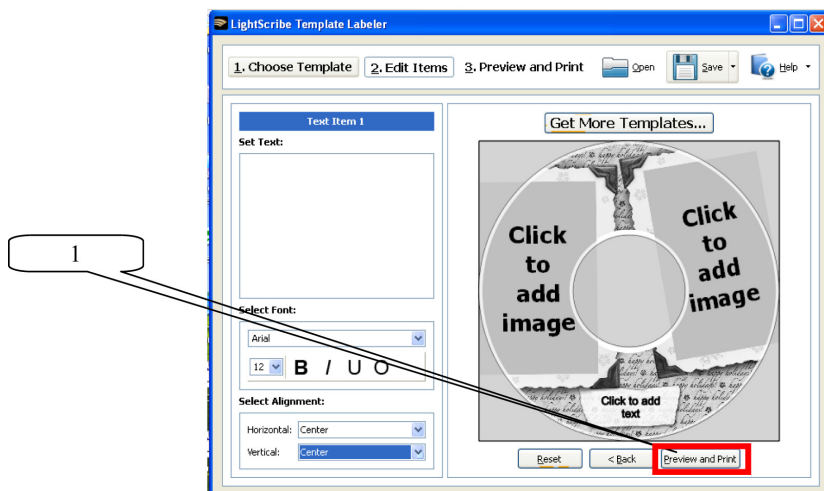 LightScribe Template Labeler
1. Choose Template 2. Edit Items 3. Preview and Print Open Save Help
Text Item 1
Set Text:
Get More Templates...
Click
to
add
image
Click
to
add
image
1
Select Font:
Arial
12 B I U O
Select Alignment:
Horizontal: Center
Vertical: Center
Click to add
text
Reset < Back Preview and Print